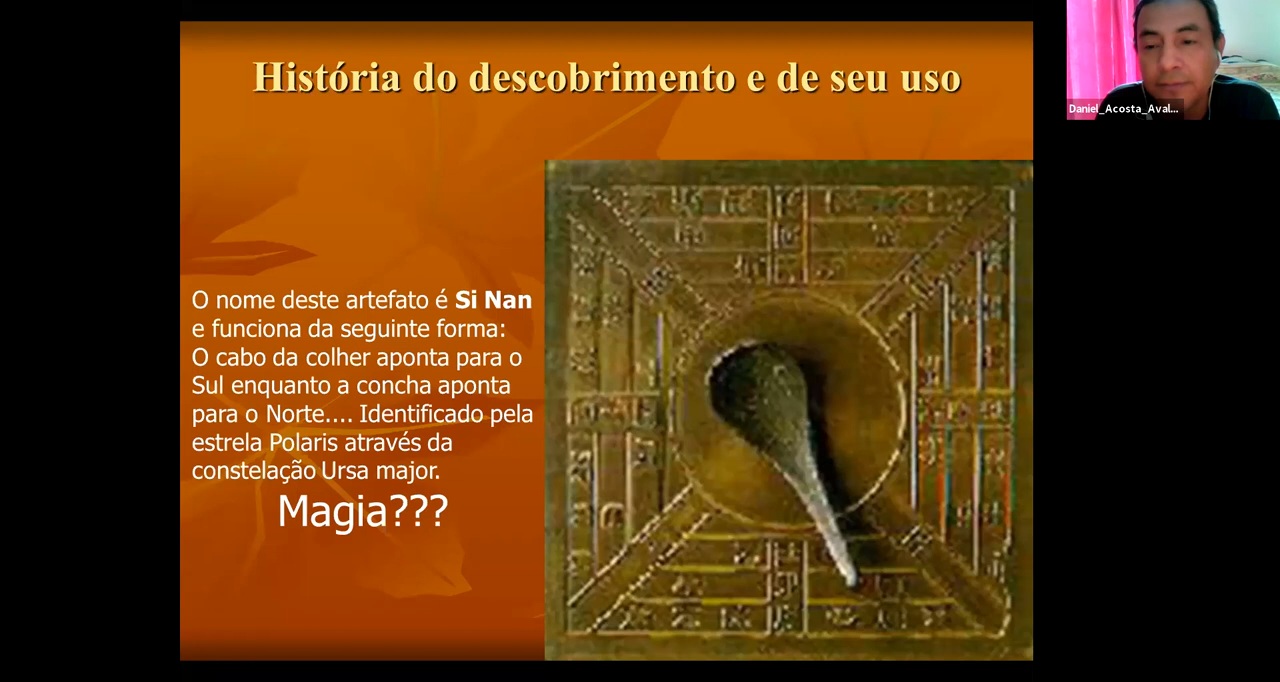 História do descobrimento e de seu uso
Daniel_Acosta_Aval...
O nome deste artefato é Si Nan
e funciona da seguinte forma:
O cabo da colher aponta para o
Sul enquanto a concha aponta
para o Norte.... Identificado pela
estrela Polaris através da
constelação Ursa major.
Magia???